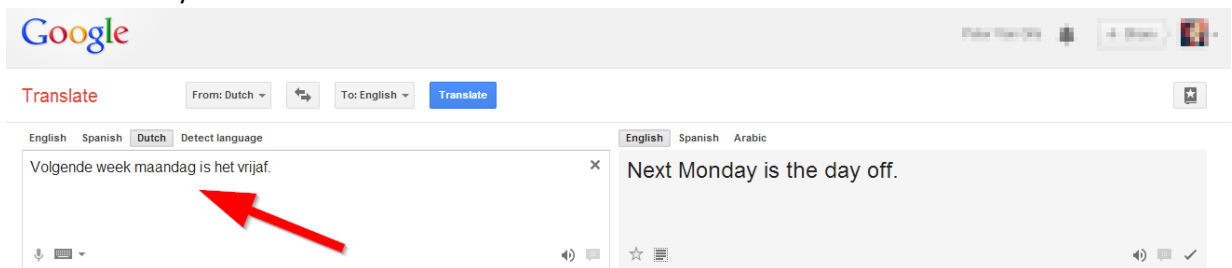 Google
Translate From: Dutch To: English Translate
English Spanish Dutch Detect language English Spanish Arabic
Volgende week maandag is het vrijaf. Next Monday is the day off.